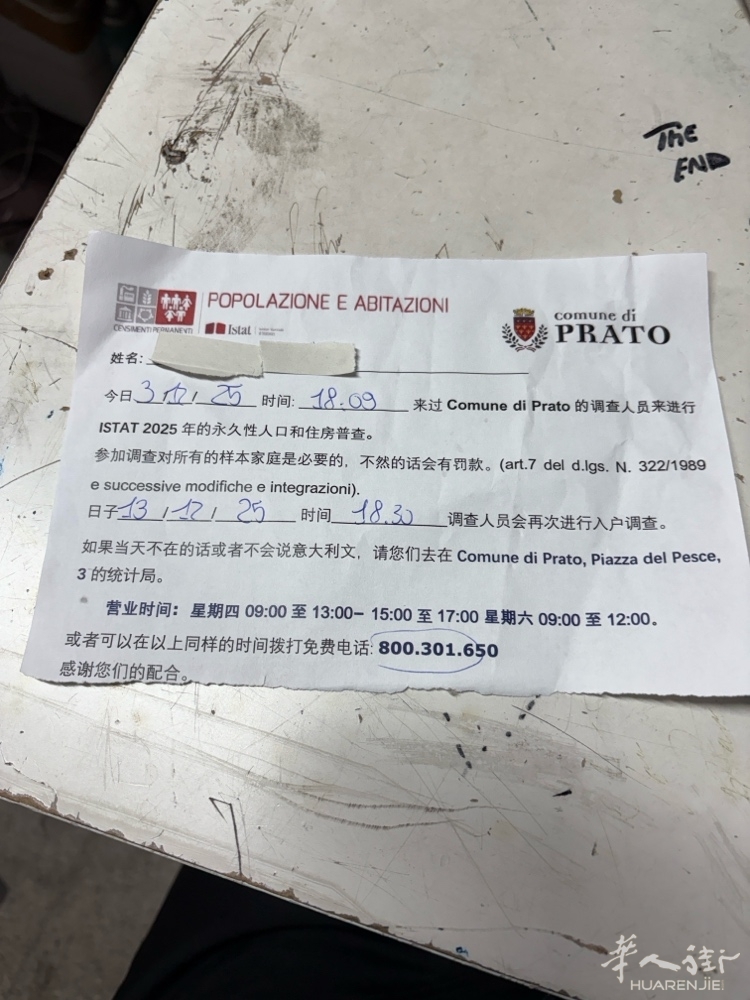 THE
END
POPOLAZIONE E ABITAZIONI
CENSIMENTI PERMANENTI
Istat
comune di
PRATO
姓名:
今日 3/12/25 时间: 18.09 来过 Comune di Prato 的调查人员来进行
ISTAT 2025 年的永久性人口和住房普查。
参加调查对所有的样本家庭是必要的，不然的话会有罚款。(art.7 del d.lgs. N. 322/1989
e successive modifiche e integrazioni).
日子 13/12/25 时间 18.30 调查人员会再次进行入户调查。
如果当天不在的话或者不会说意大利文，请您们去在 Comune di Prato, Piazza del Pesce,
3 的统计局。
营业时间： 星期四 09:00 至 13:00– 15:00 至 17:00 星期六 09:00 至 12:00。
或者可以在以上同样的时间拨打免费电话: 800.301.650
感谢您们的配合。
華人街
HUARENJIE